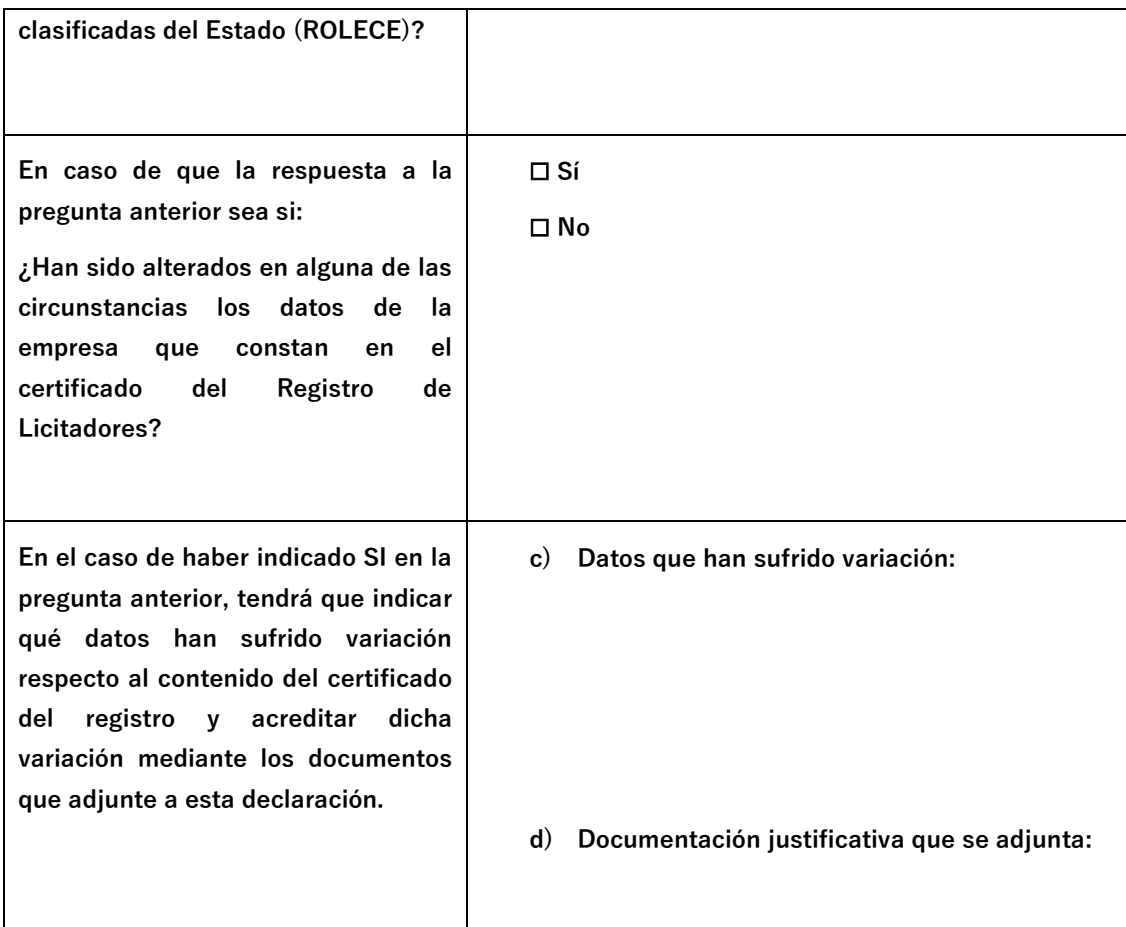 clasificadas del Estado (ROLECE)?
En caso de que la respuesta a la
pregunta anterior sea si:
¿Han sido alterados en alguna de las
circunstancias los datos de la
empresa que constan en el
certificado del Registro de
Licitadores?
☐ Sí
☐ No
En el caso de haber indicado SI en la
pregunta anterior, tendrá que indicar
qué datos han sufrido variación
respecto al contenido del certificado
del registro y acreditar dicha
variación mediante los documentos
que adjunte a esta declaración.
c) Datos que han sufrido variación:
d) Documentación justificativa que se adjunta: